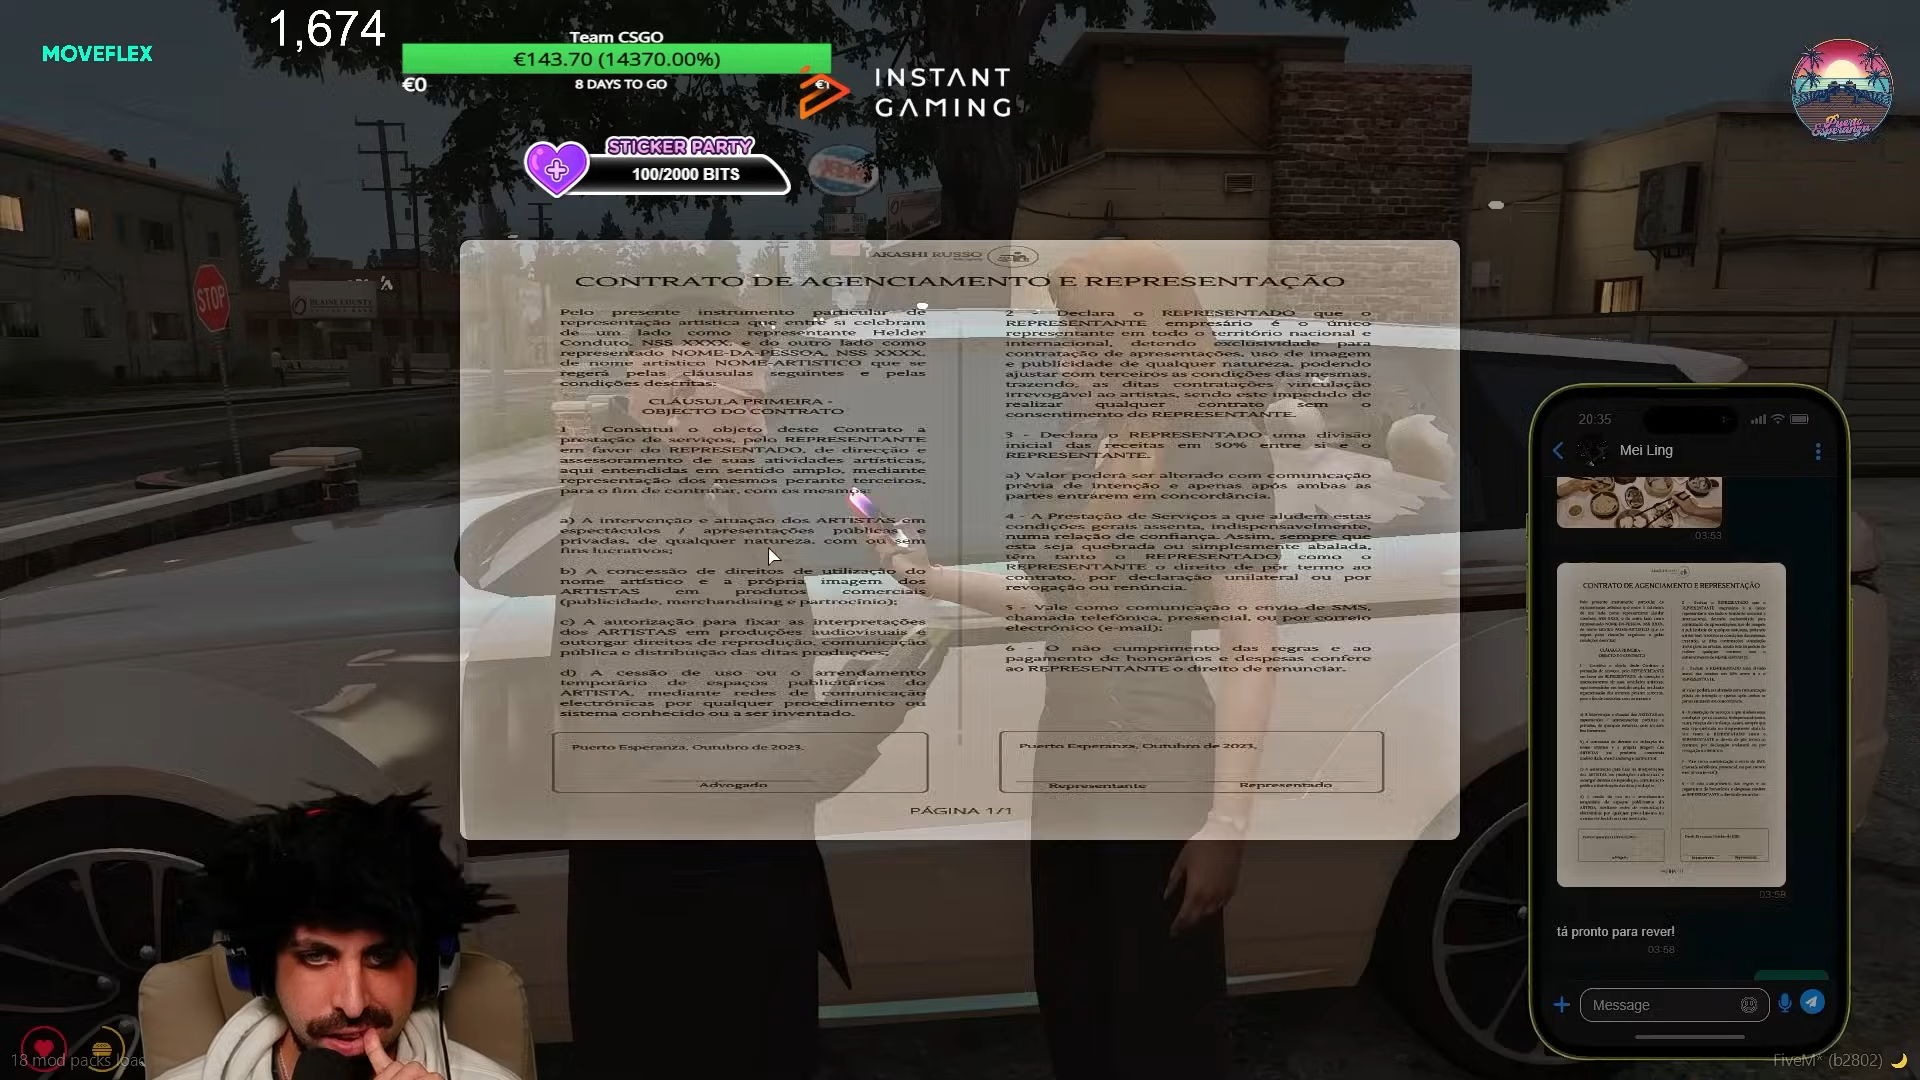 1,674
MOVEFLEX
Team CSGO
€143.70 (14370.00%)
€0
8 DAYS TO GO
€1
INSTANT
GAMING
STICKER PARTY
100/2000 BITS
Puerto
Esperanza
STOP
BLAINE COUNTY
AKASHI RUSSO
CONTRATO DE AGENCIAMENTO E REPRESENTAÇÃO
Pelo presente instrumento particular de
representação artística que entre si celebram
de um lado como representante Helder
Conduto, NSS XXXX, e do outro lado como
representado NOME-DA-PESSOA, NSS XXXX,
de nome artístico NOME-ARTISTICO que se
regerá pelas cláusulas seguintes e pelas
condições descritas:
CLÁUSULA PRIMEIRA -
OBJECTO DO CONTRATO
1 - Constitui o objeto deste Contrato a
prestação de serviços, pelo REPRESENTANTE
em favor do REPRESENTADO, de direcção e
assessoramento de suas atividades artísticas,
aqui entendidas em sentido amplo, mediante
representação dos mesmos perante terceiros,
para o fim de contratar, com os mesmos:
a) A intervenção e atuação dos ARTISTAS em
espectáculos / apresentações públicas e
privadas, de qualquer natureza, com ou sem
fins lucrativos;
b) A concessão de direitos de utilização do
nome artístico e a própria imagem dos
ARTISTAS em produtos comerciais
(publicidade, merchandising e patrocínio);
c) A autorização para fixar as interpretações
dos ARTISTAS em produções audiovisuais e
outorgar direitos de reprodução, comunicação
pública e distribuição das ditas produções;
d) A cessão de uso ou o arrendamento
temporário de espaços publicitários do
ARTISTA, mediante redes de comunicação
electrónicas por qualquer procedimento ou
sistema conhecido ou a ser inventado.
Puerto Esperanza, Outubro de 2023.
Advogado
2 - Declara o REPRESENTADO que o
REPRESENTANTE empresário é o único
representante em todo o território nacional e
internacional, detendo exclusividade para
contratação de apresentações, uso de imagem
e publicidade de qualquer natureza, podendo
ajustar com terceiros as condições das mesmas,
trazendo, as ditas contratações vinculação
irrevogável ao artistas, sendo este impedido de
realizar qualquer contrato sem o
consentimento do REPRESENTANTE.
3 - Declara o REPRESENTADO uma divisão
inicial das receitas em 50% entre si e o
REPRESENTANTE.
a) Valor poderá ser alterado com comunicação
prévia de intenção e apenas após ambas as
partes entrarem em concordância.
4 - A Prestação de Serviços a que aludem estas
condições gerais assenta, indispensavelmente,
numa relação de confiança. Assim, sempre que
esta seja quebrada ou simplesmente abalada,
têm tanto o REPRESENTADO como o
REPRESENTANTE o direito de pôr termo ao
contrato, por declaração unilateral ou por
revogação ou renúncia.
5 - Vale como comunicação o envio de SMS,
chamada telefónica, presencial, ou por correio
electrónico (e-mail);
6 - O não cumprimento das regras e ao
pagamento de honorários e despesas confere
ao REPRESENTANTE o direito de renunciar.
Puerto Esperanza, Outubro de 2023,
Representante Representado
PÁGINA 1/1
20:35
Mei Ling
03:53
CONTRATO DE AGENCIAMENTO E REPRESENTAÇÃO
03:58
tá pronto para rever!
03:58
Message
18 mod packs loa
FiveM* (b2802)